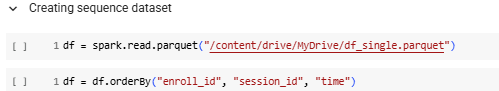 Creating sequence dataset
[ ] 1 df = spark.read.parquet("/content/drive/MyDrive/df_single.parquet")
[ ] 1 df = df.orderBy("enroll_id", "session_id", "time")